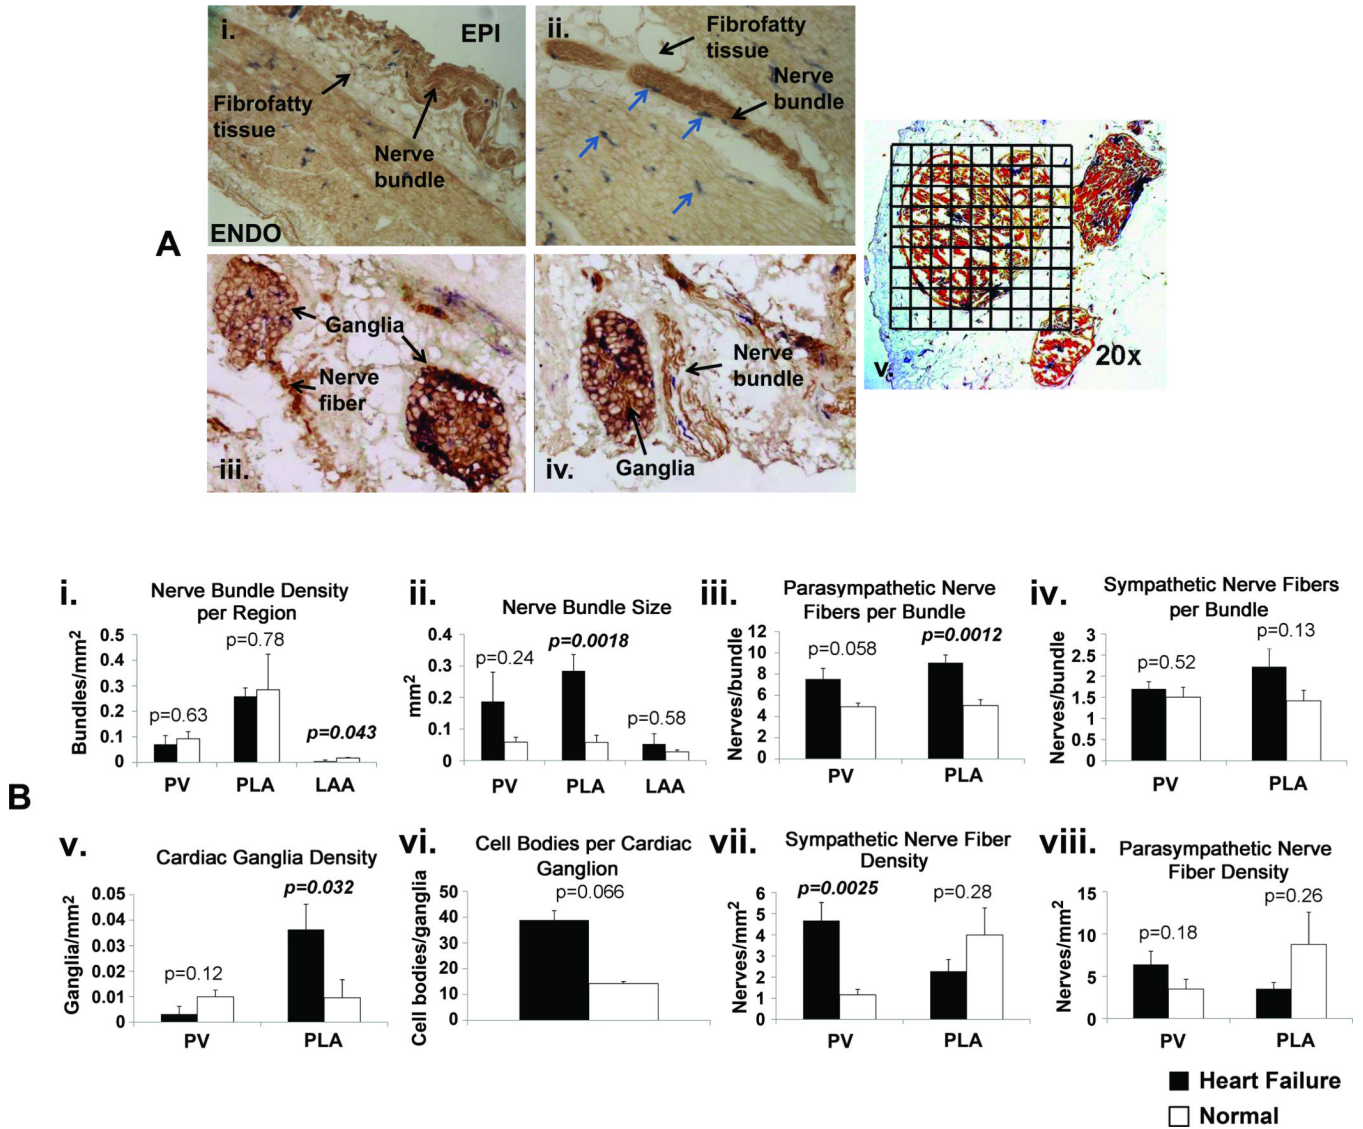 A
i.
EPI
Fibrofatty
tissue
Nerve
bundle
ENDO
ii.
Fibrofatty
tissue
Nerve
bundle
iii.
Ganglia
Nerve
fiber
iv.
Nerve
bundle
Ganglia
v.
20x
B
i.
Nerve Bundle Density
per Region
Bundles/mm²
0.5
0.4
0.3
0.2
0.1
0
p=0.63
p=0.78
p=0.043
PV
PLA
LAA
ii.
Nerve Bundle Size
mm²
0.4
0.3
0.2
0.1
0
p=0.24
p=0.0018
p=0.58
PV
PLA
LAA
iii.
Parasympathetic Nerve
Fibers per Bundle
Nerves/bundle
12
10
8
6
4
2
0
p=0.058
p=0.0012
PV
PLA
iv.
Sympathetic Nerve Fibers
per Bundle
Nerves/bundle
3
2.5
2
1.5
1
0.5
0
p=0.52
p=0.13
PV
PLA
v.
Cardiac Ganglia Density
Ganglia/mm²
0.05
0.04
0.03
0.02
0.01
0
p=0.12
p=0.032
PV
PLA
vi.
Cell Bodies per Cardiac
Ganglion
Cell bodies/ganglia
50
40
30
20
10
0
p=0.066
vii.
Sympathetic Nerve Fiber
Density
Nerves/mm²
6
5
4
3
2
1
0
p=0.0025
p=0.28
PV
PLA
viii.
Parasympathetic Nerve
Fiber Density
Nerves/mm²
15
10
5
0
p=0.18
p=0.26
PV
PLA
Heart Failure
Normal